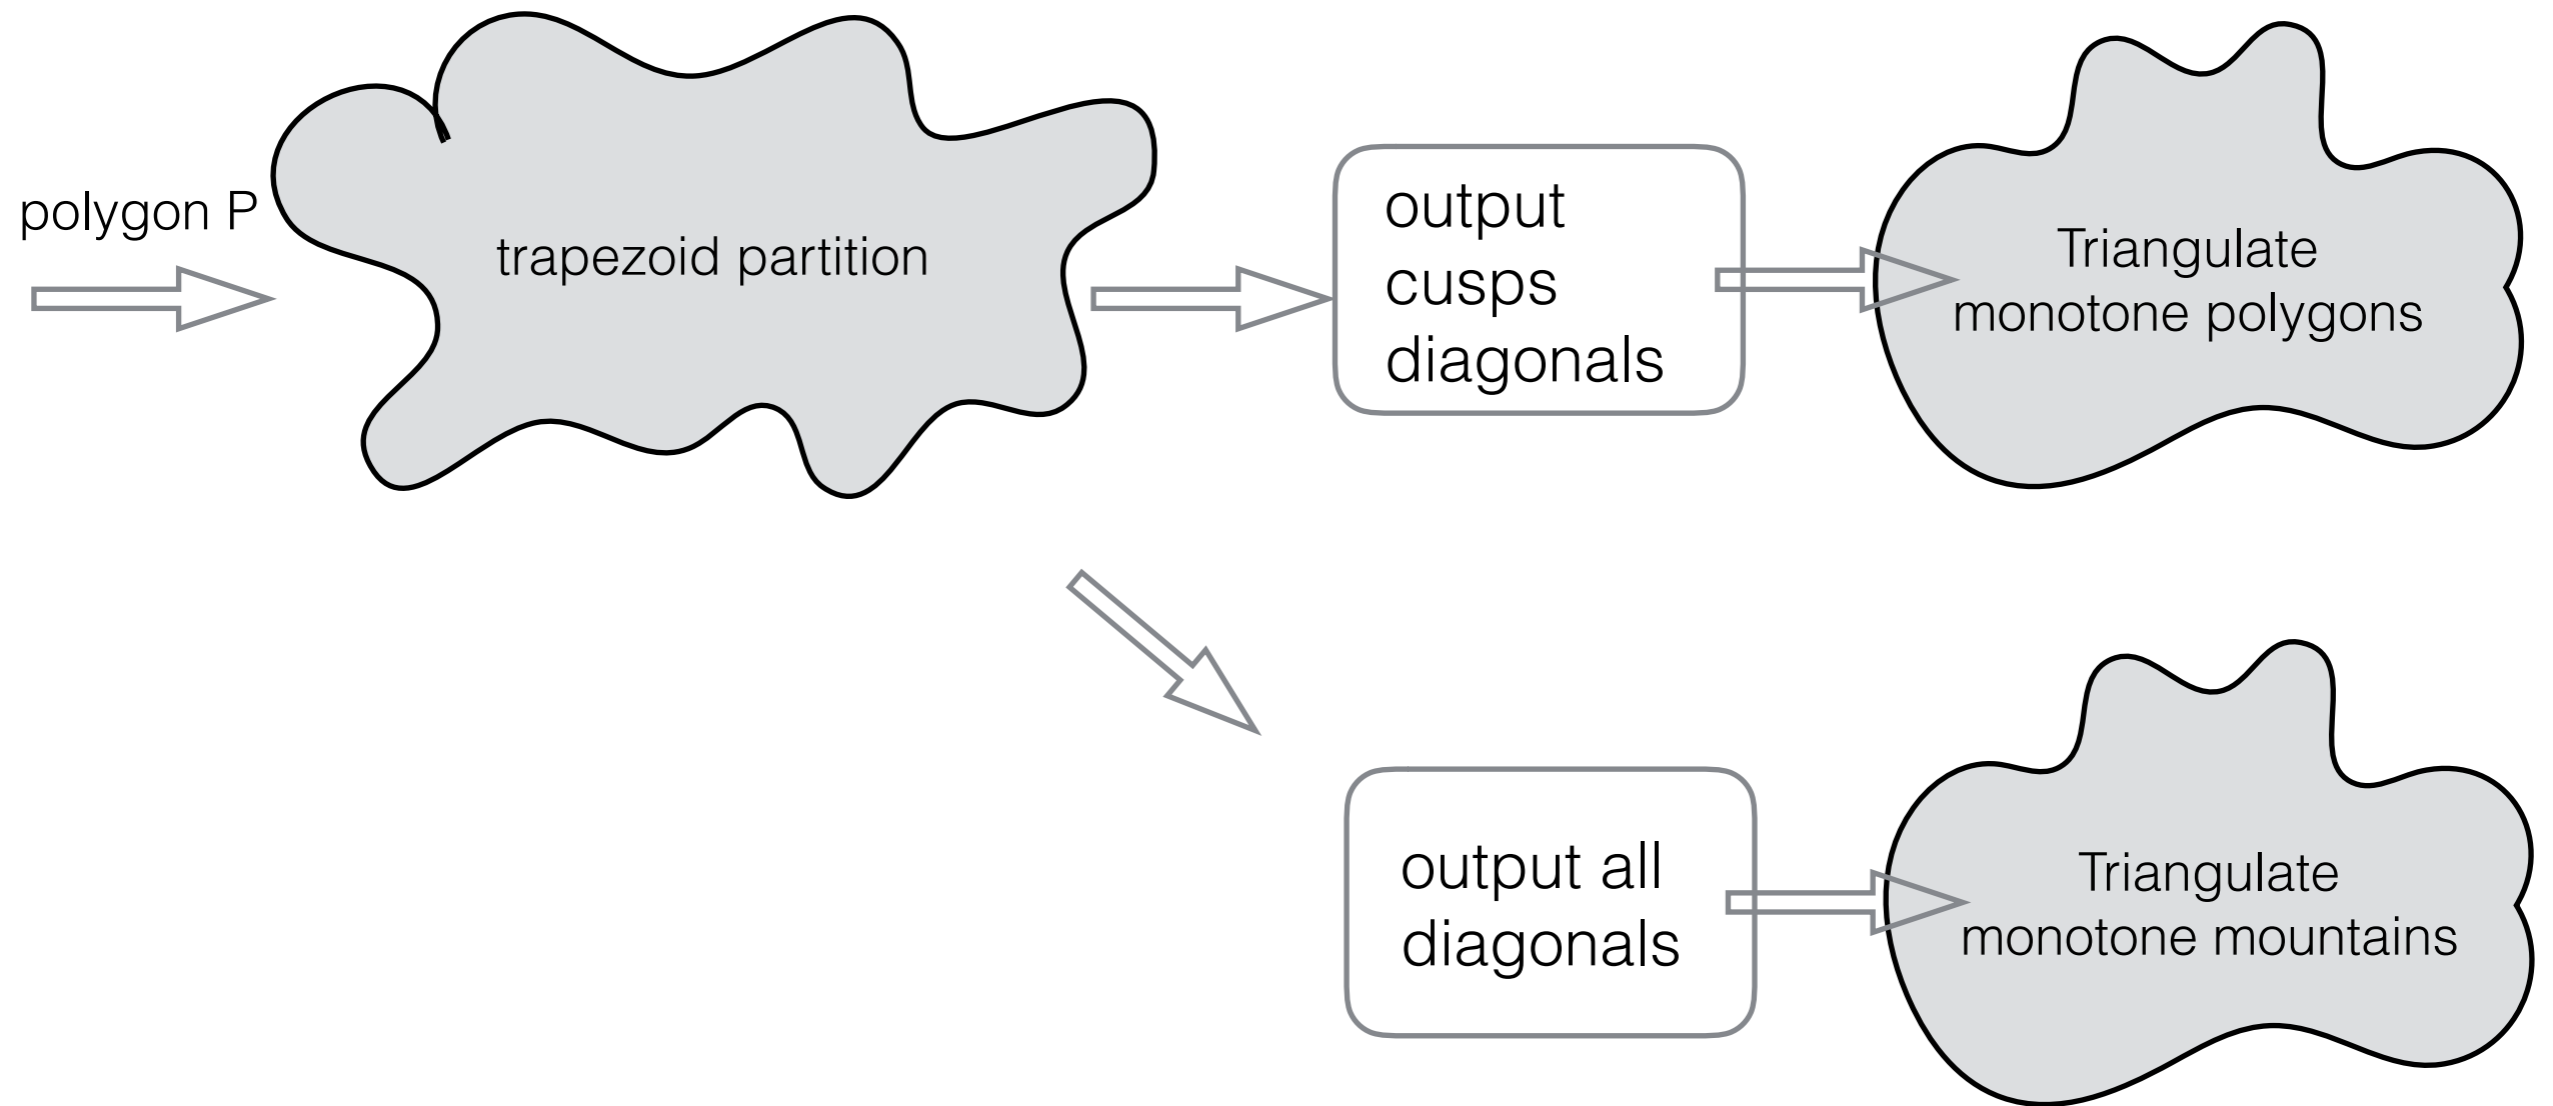 polygon P
trapezoid partition
output
cusps
diagonals
Triangulate
monotone polygons
output all
diagonals
Triangulate
monotone mountains